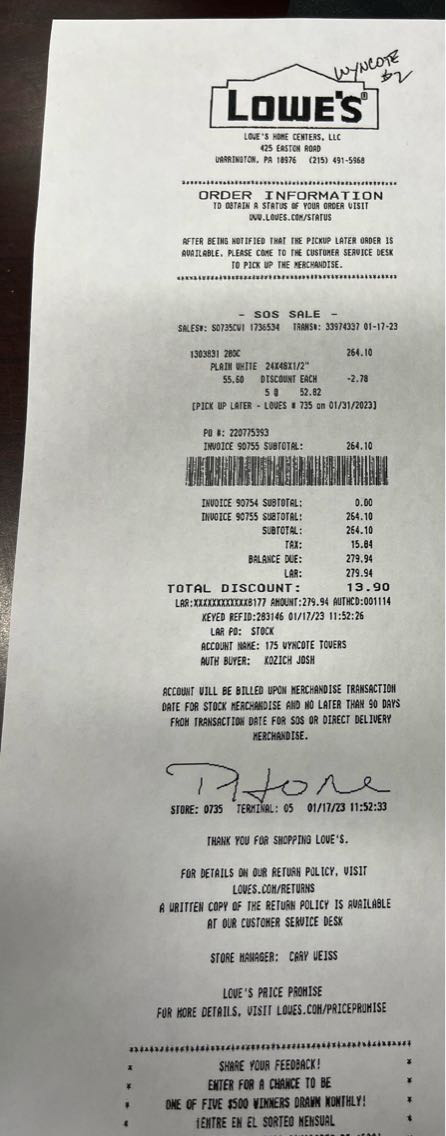 WYNCOTE
#2
LOWE'S®
LOWE'S HOME CENTERS, LLC
425 EASTON ROAD
WARRINGTON, PA 18976 (215) 491-5968
ORDER INFORMATION
TO OBTAIN A STATUS OF YOUR ORDER VISIT
WWW.LOWES.COM/STATUS
AFTER BEING NOTIFIED THAT THE PICKUP LATER ORDER IS
AVAILABLE, PLEASE COME TO THE CUSTOMER SERVICE DESK
TO PICK UP THE MERCHANDISE.
- SOS SALE -
SALES#: S0735CW1 1736534 TRANS#: 33974337 01-17-23
1303831 280C 264.10
PLAIN WHITE 24X48X1/2"
55.60 DISCOUNT EACH -2.78
5 @ 52.82
[PICK UP LATER - LOWES # 735 on 01/31/2023]
PO #: 220775393
INVOICE 90755 SUBTOTAL: 264.10
INVOICE 90754 SUBTOTAL: 0.00
INVOICE 90755 SUBTOTAL: 264.10
SUBTOTAL: 264.10
TAX: 15.84
BALANCE DUE: 279.94
LAR: 279.94
TOTAL DISCOUNT: 13.90
LAR:XXXXXXXXXXXX8177 AMOUNT:279.94 AUTHCD:001114
KEYED REFID:283146 01/17/23 11:52:26
LAR PO: STOCK
ACCOUNT NAME: 175 WYNCOTE TOWERS
AUTH BUYER: KOZICH JOSH
ACCOUNT WILL BE BILLED UPON MERCHANDISE TRANSACTION
DATE FOR STOCK MERCHANDISE AND NO LATER THAN 90 DAYS
FROM TRANSACTION DATE FOR SOS OR DIRECT DELIVERY
MERCHANDISE.
STORE: 0735 TERMINAL: 05 01/17/23 11:52:33
THANK YOU FOR SHOPPING LOWE'S.
FOR DETAILS ON OUR RETURN POLICY, VISIT
LOWES.COM/RETURNS
A WRITTEN COPY OF THE RETURN POLICY IS AVAILABLE
AT OUR CUSTOMER SERVICE DESK
STORE MANAGER: CARY WEISS
LOWE'S PRICE PROMISE
FOR MORE DETAILS, VISIT LOWES.COM/PRICEPROMISE
* SHARE YOUR FEEDBACK! *
* ENTER FOR A CHANCE TO BE *
* ONE OF FIVE $500 WINNERS DRAWN MONTHLY! *
* ¡ENTRE EN EL SORTEO MENSUAL *